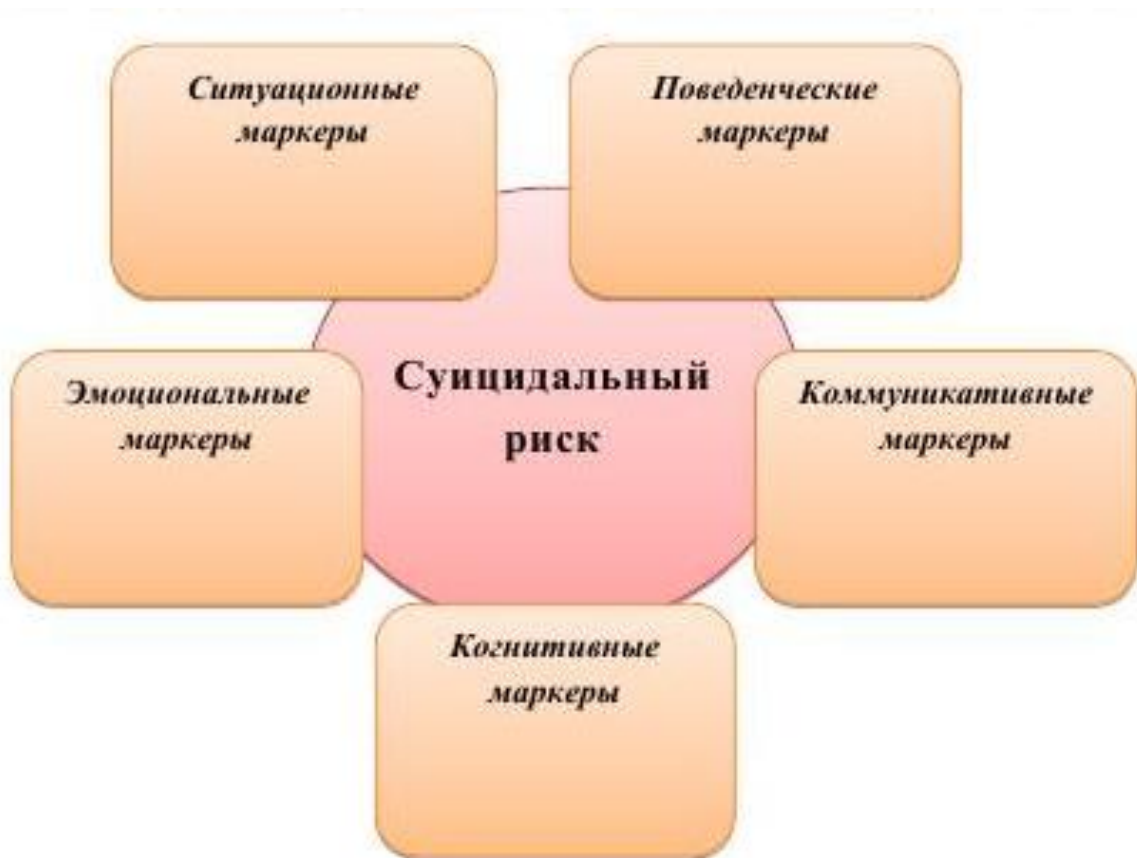 Ситуационные
маркеры
Поведенческие
маркеры
Суицидальный
риск
Эмоциональные
маркеры
Коммуникативные
маркеры
Когнитивные
маркеры